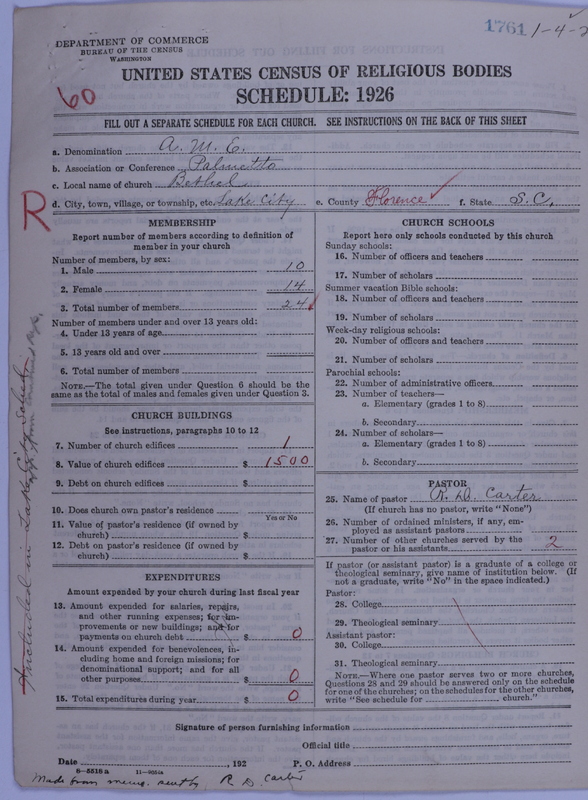 1761 1-4-2
DEPARTMENT OF COMMERCE
BUREAU OF THE CENSUS
WASHINGTON
UNITED STATES CENSUS OF RELIGIOUS BODIES
60
SCHEDULE: 1926
FILL OUT A SEPARATE SCHEDULE FOR EACH CHURCH. SEE INSTRUCTIONS ON THE BACK OF THIS SHEET
a. Denomination A. M. E.
b. Association or Conference Palmetto
c. Local name of church Bethel
R
d. City, town, village, or township, etc. Lake City e. County Florence f. State S.C.
MEMBERSHIP
Report number of members according to definition of
member in your church
Number of members, by sex:
1. Male 10
2. Female 14
3. Total number of members 24
Number of members under and over 13 years old:
4. Under 13 years of age
5. 13 years old and over
6. Total number of members
NOTE.—The total given under Question 6 should be the
same as the total of males and females given under Question 3.
CHURCH BUILDINGS
See instructions, paragraphs 10 to 12
7. Number of church edifices 1
8. Value of church edifices $ 1500
9. Debt on church edifices $
10. Does church own pastor's residence
Yes or No
11. Value of pastor's residence (if owned by
church) $
12. Debt on pastor's residence (if owned by
church) $
EXPENDITURES
Amount expended by your church during last fiscal year
13. Amount expended for salaries, repairs,
and other running expenses; for im-
provements or new buildings; and for
payments on church debt $ 0
14. Amount expended for benevolences, in-
cluding home and foreign missions; for
denominational support; and for all
other purposes $ 0
15. Total expenditures during year $ 0
CHURCH SCHOOLS
Report here only schools conducted by this church
Sunday schools:
16. Number of officers and teachers
17. Number of scholars
Summer vacation Bible schools:
18. Number of officers and teachers
19. Number of scholars
Week-day religious schools:
20. Number of officers and teachers
21. Number of scholars
Parochial schools:
22. Number of administrative officers
23. Number of teachers—
a. Elementary (grades 1 to 8)
b. Secondary
24. Number of scholars—
a. Elementary (grades 1 to 8)
b. Secondary
PASTOR
25. Name of pastor R. D. Carter
(If church has no pastor, write "None")
26. Number of ordained ministers, if any, em-
ployed as assistant pastors
27. Number of other churches served by the
pastor or his assistants 2
If pastor (or assistant pastor) is a graduate of a college or
theological seminary, give name of institution below. (If
not a graduate, write "No" in the space indicated.)
Pastor:
28. College
29. Theological seminary
Assistant pastor:
30. College
31. Theological seminary
NOTE.—Where one pastor serves two or more churches,
Questions 28 and 29 should be answered only on the schedule
for one of the churches; on the schedules for the other churches,
write "See schedule for church."
Included in Lake City Sched.
Signature of person furnishing information
Official title
Date , 192 P. O. Address
8-5518 a
Made from memo. sent by R. D. Carter